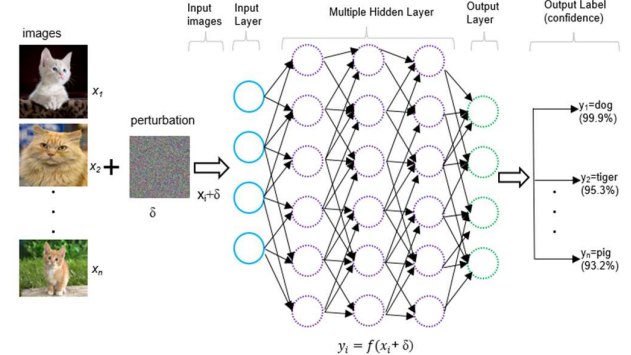 Input
images
Input
Layer
Multiple Hidden Layer
Output
Layer
Output Label
(confidence)
images
x1
x2
xn
perturbation
δ
xi+δ
y1=dog
(99.9%)
y2=tiger
(95.3%)
yn=pig
(93.2%)
yi = f(xi + δ)